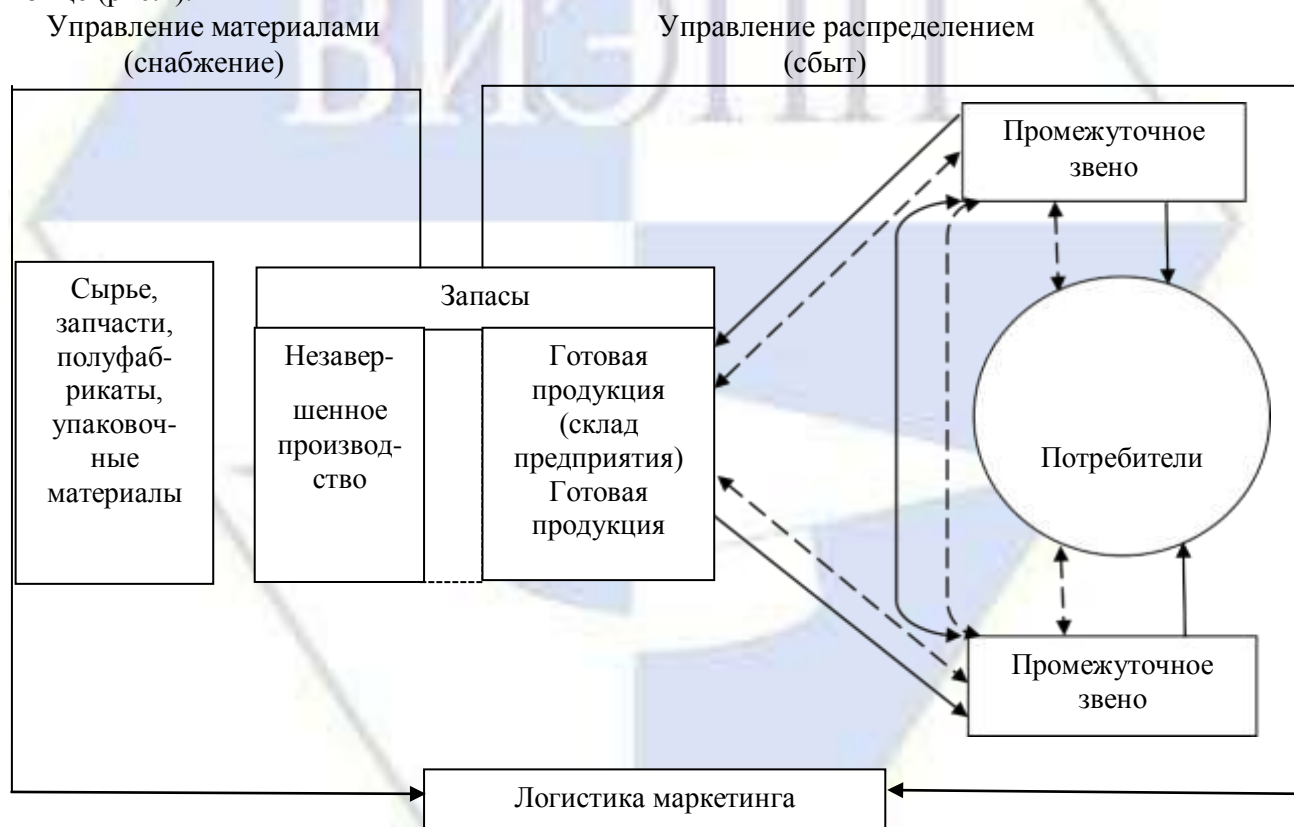 Управление материалами
(снабжение)
Управление распределением
(сбыт)
ВИЭПП
Промежуточное
звено
Сырье,
запчасти,
полуфаб-
рикаты,
упаковоч-
ные
материалы
Запасы
Незавер-
шенное
производ-
ство
Готовая
продукция
(склад
предприятия)
Готовая
продукция
Потребители
Промежуточное
звено
Логистика маркетинга